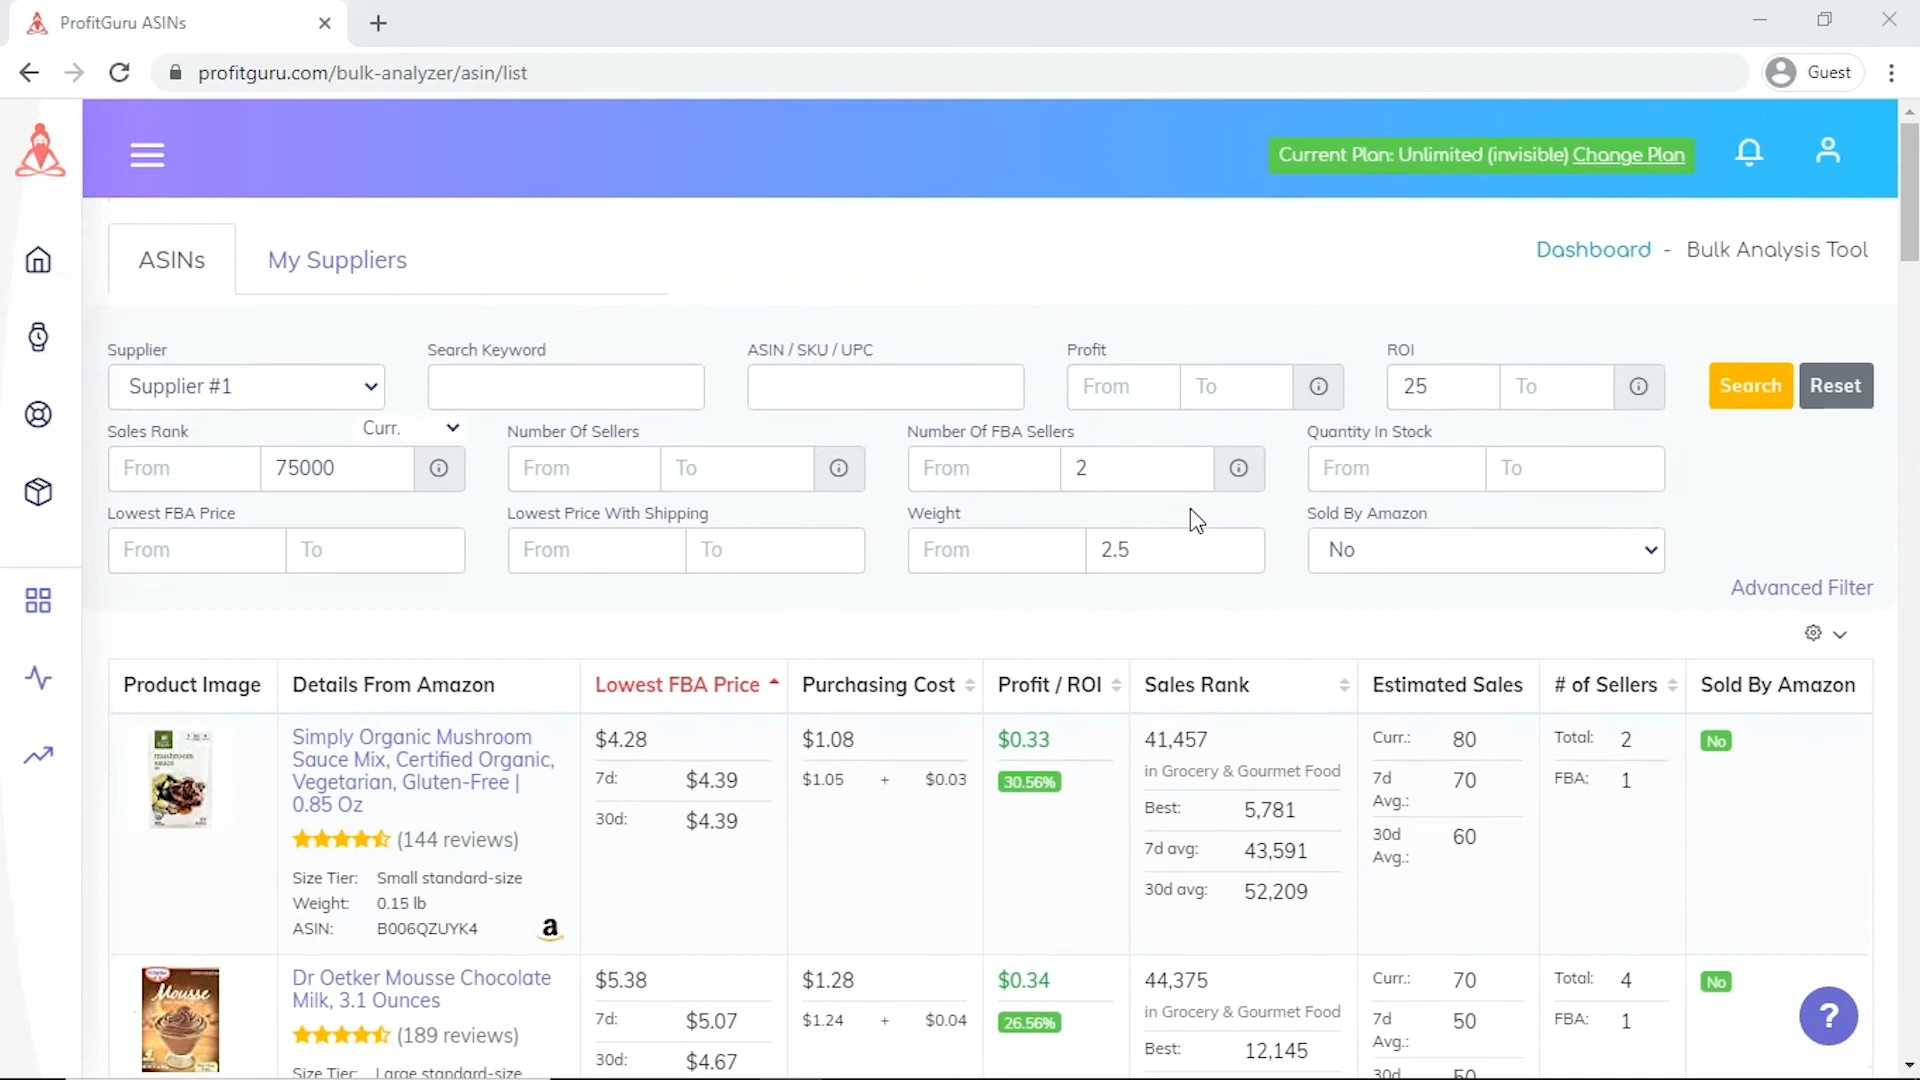 ProfitGuru ASINs
profitguru.com/bulk-analyzer/asin/list
Guest
Current Plan: Unlimited (invisible) Change Plan
ASINs
My Suppliers
Dashboard - Bulk Analysis Tool
Supplier
Search Keyword
ASIN / SKU / UPC
Profit
ROI
Supplier #1
From
To
25
To
Search
Reset
Sales Rank
Curr.
Number Of Sellers
Number Of FBA Sellers
Quantity In Stock
From
75000
From
To
From
2
From
To
Lowest FBA Price
Lowest Price With Shipping
Weight
Sold By Amazon
From
To
From
To
From
2.5
No
Advanced Filter
Product Image
Details From Amazon
Lowest FBA Price
Purchasing Cost
Profit / ROI
Sales Rank
Estimated Sales
# of Sellers
Sold By Amazon
mushroom
sauce
Simply Organic Mushroom
Sauce Mix, Certified Organic,
Vegetarian, Gluten-Free |
0.85 Oz
(144 reviews)
Size Tier: Small standard-size
Weight: 0.15 lb
ASIN: B006QZUYK4
a
$4.28
7d: $4.39
30d: $4.39
$1.08
$1.05 + $0.03
$0.33
30.56%
41,457
in Grocery & Gourmet Food
Best: 5,781
7d avg: 43,591
30d avg: 52,209
Curr.: 80
7d
Avg.: 70
30d
Avg.: 60
Total: 2
FBA: 1
No
Mousse
Dr Oetker Mousse Chocolate
Milk, 3.1 Ounces
(189 reviews)
Size Tier: Large standard-size
$5.38
7d: $5.07
30d: $4.67
$1.28
$1.24 + $0.04
$0.34
26.56%
44,375
in Grocery & Gourmet Food
Best: 12,145
Curr.: 70
7d
Avg.: 50
30d 50
Total: 4
FBA: 1
No
?